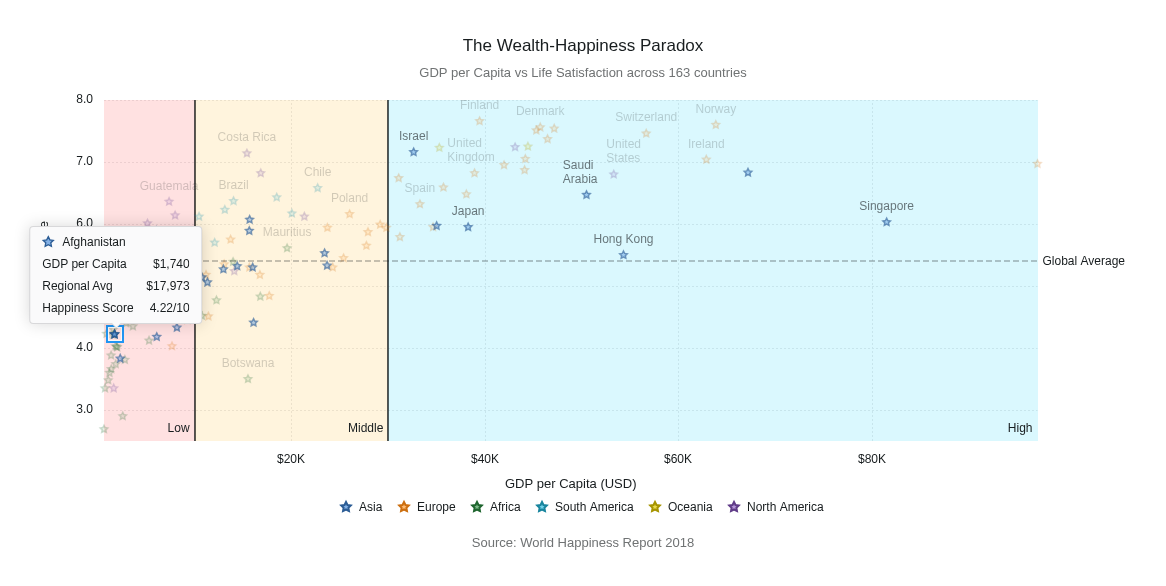 The Wealth-Happiness Paradox
GDP per Capita vs Life Satisfaction across 163 countries
8.0
Finland
Denmark
Switzerland
Norway
Costa Rica
Israel
United
Kingdom
United
States
Ireland
7.0
Guatemala
Brazil
Chile
Poland
Spain
Saudi
Arabia
Japan
Singapore
6.0
Mauritius
Hong Kong
Global Average
Afghanistan
GDP per Capita $1,740
Regional Avg $17,973
Happiness Score 4.22/10
4.0
Botswana
3.0
Low
Middle
High
$20K
$40K
$60K
$80K
GDP per Capita (USD)
Asia
Europe
Africa
South America
Oceania
North America
Source: World Happiness Report 2018